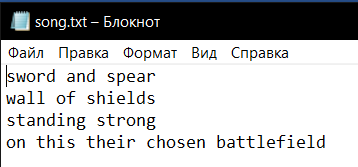 song.txt – Блокнот
Файл Правка Формат Вид Справка
sword and spear
wall of shields
standing strong
on this their chosen battlefield